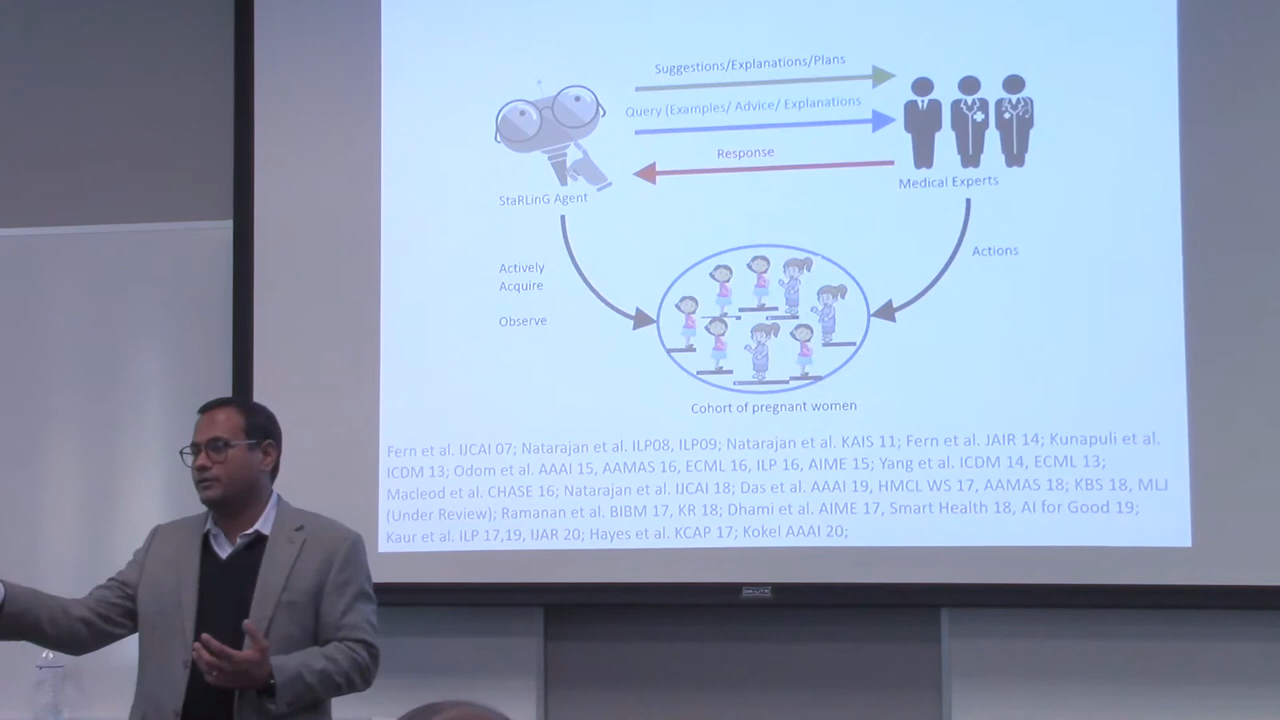 Suggestions/Explanations/Plans
Query (Examples/ Advice/ Explanations
Response
StaRLinG Agent
Medical Experts
Actively
Acquire
Observe
Actions
Cohort of pregnant women
Fern et al. IJCAI 07; Natarajan et al. ILP08, ILP09; Natarajan et al. KAIS 11; Fern et al. JAIR 14; Kunapuli et al.
ICDM 13; Odom et al. AAAI 15, AAMAS 16, ECML 16, ILP 16, AIME 15; Yang et al. ICDM 14, ECML 13;
Macleod et al. CHASE 16; Natarajan et al. IJCAI 18; Das et al. AAAI 19, HMCL WS 17, AAMAS 18; KBS 18, MLJ
(Under Review); Ramanan et al. BIBM 17, KR 18; Dhami et al. AIME 17, Smart Health 18, AI for Good 19;
Kaur et al. ILP 17,19, IJAR 20; Hayes et al. KCAP 17; Kokel AAAI 20;
DA-LITE